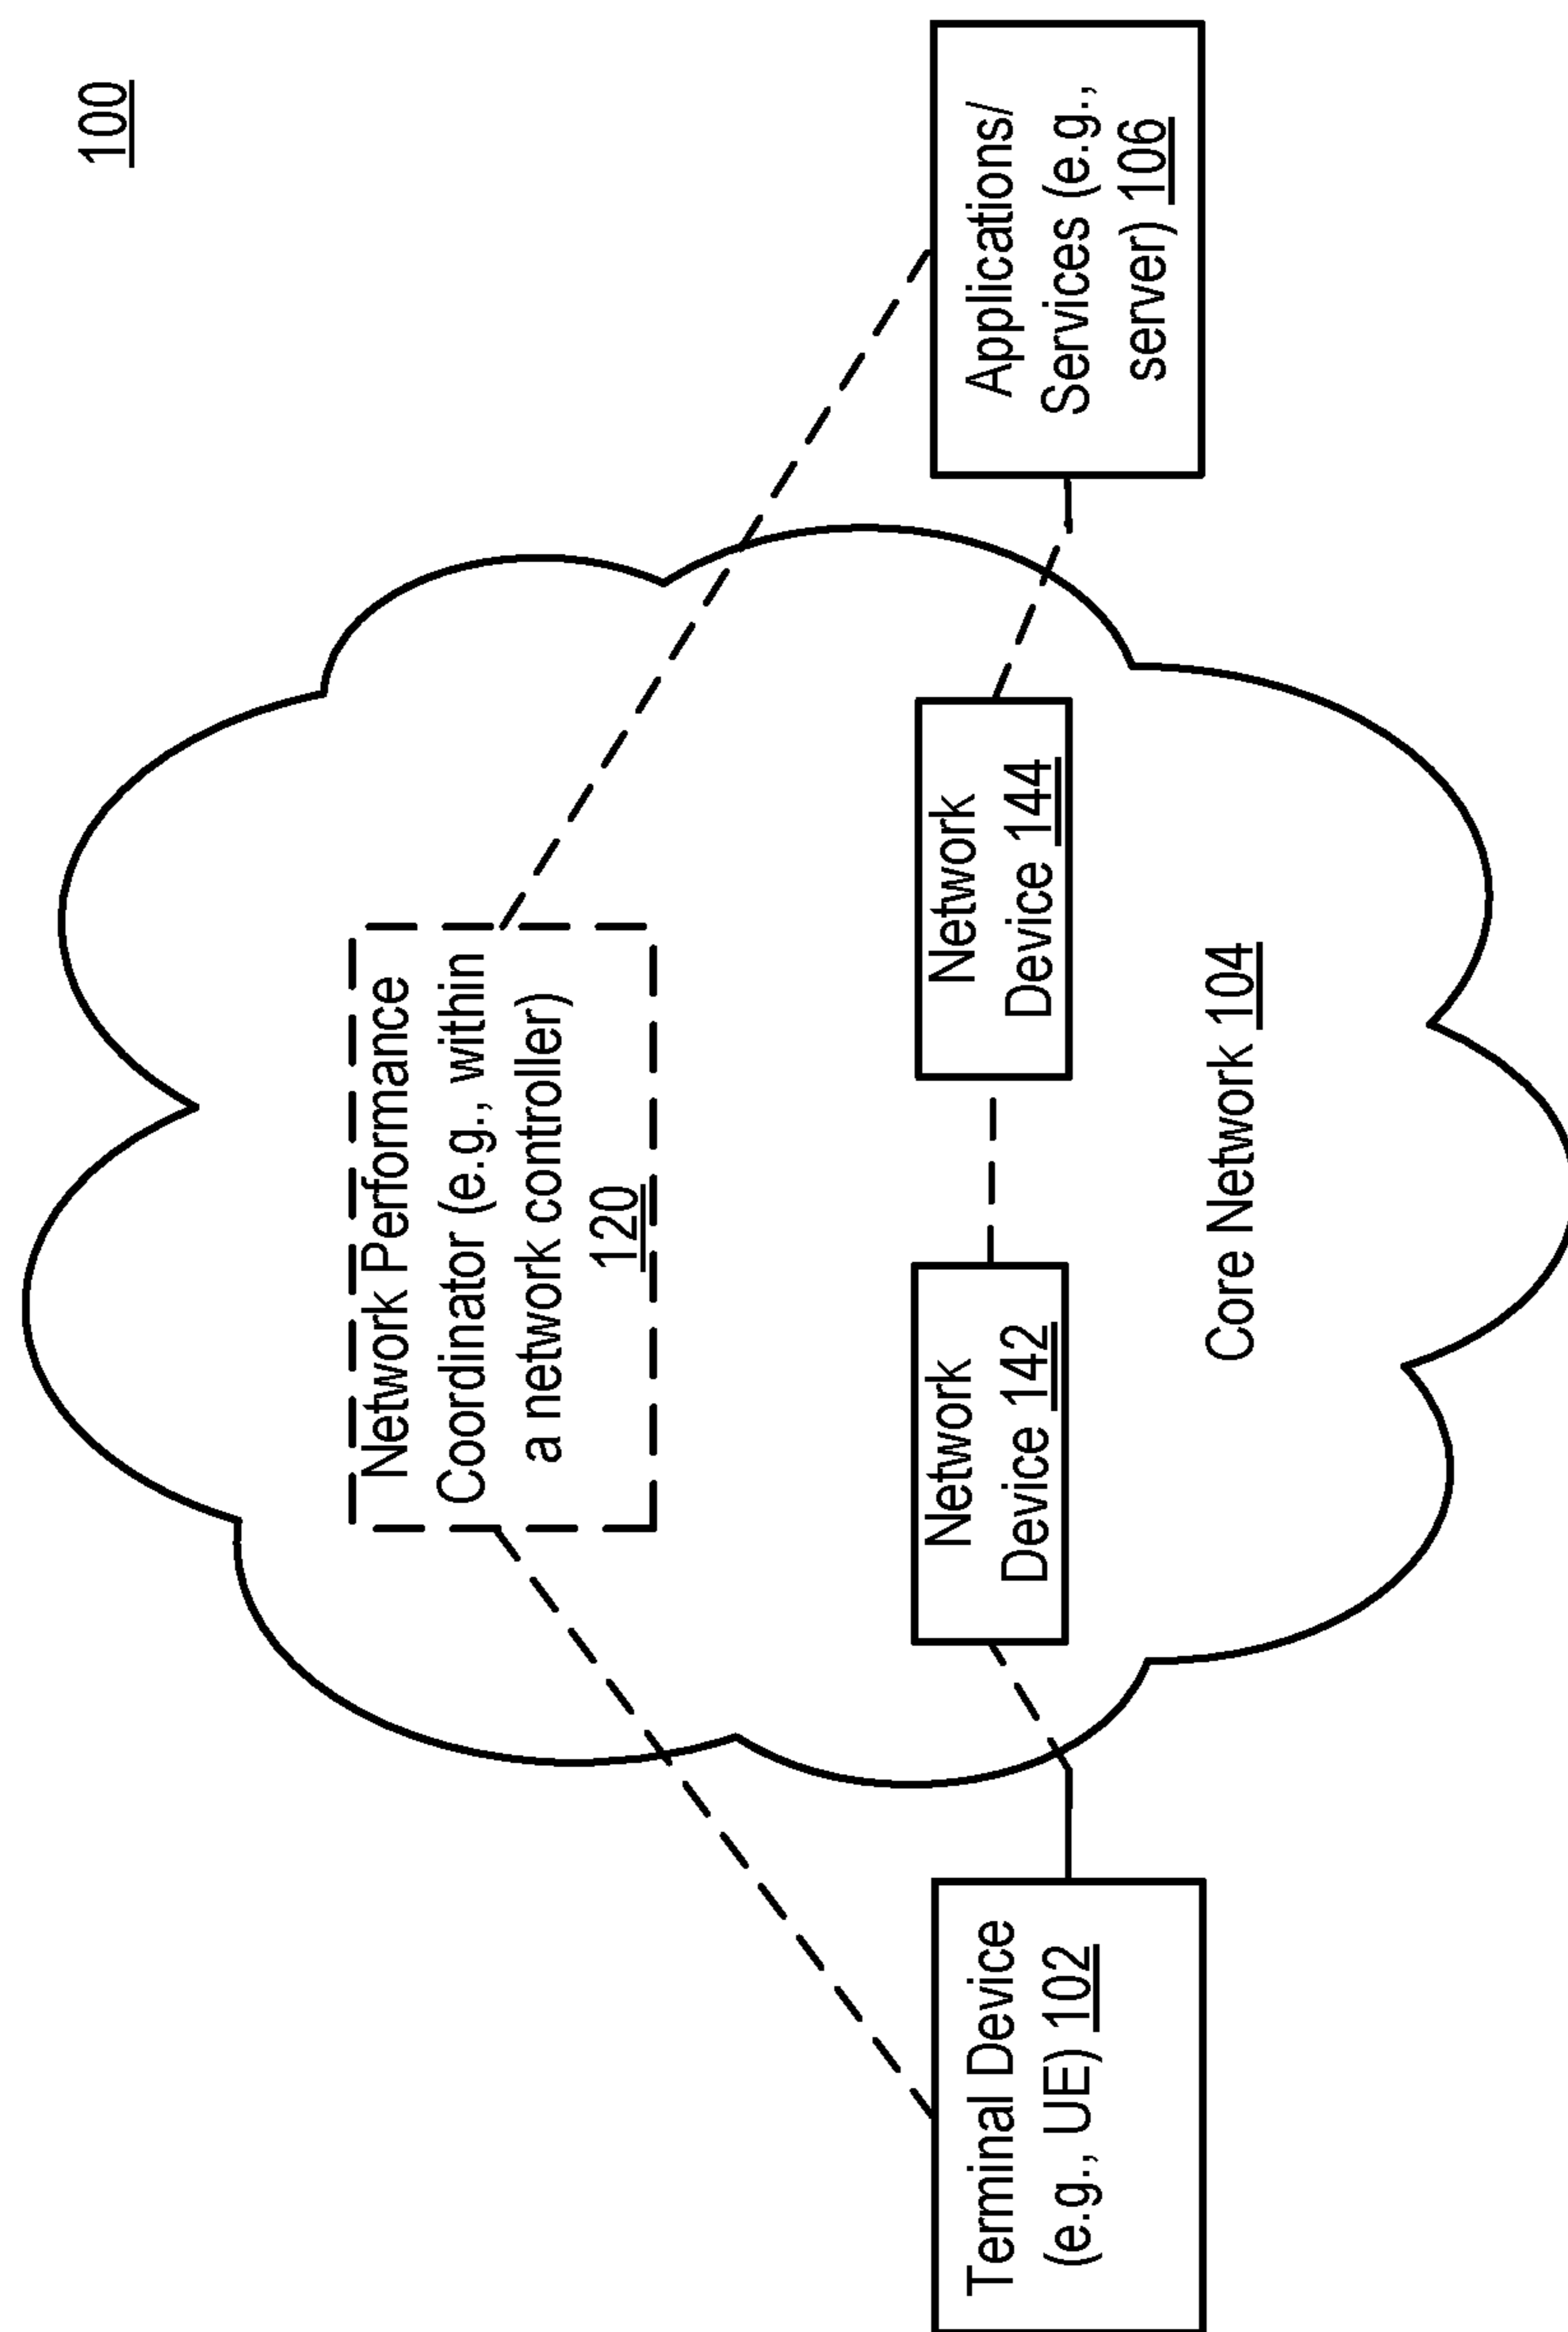 100
Network Performance
Coordinator (e.g., within
a network controller)
120
Terminal Device
(e.g., UE) 102
Network
Device 142
Network
Device 144
Applications/
Services (e.g.,
server) 106
Core Network 104